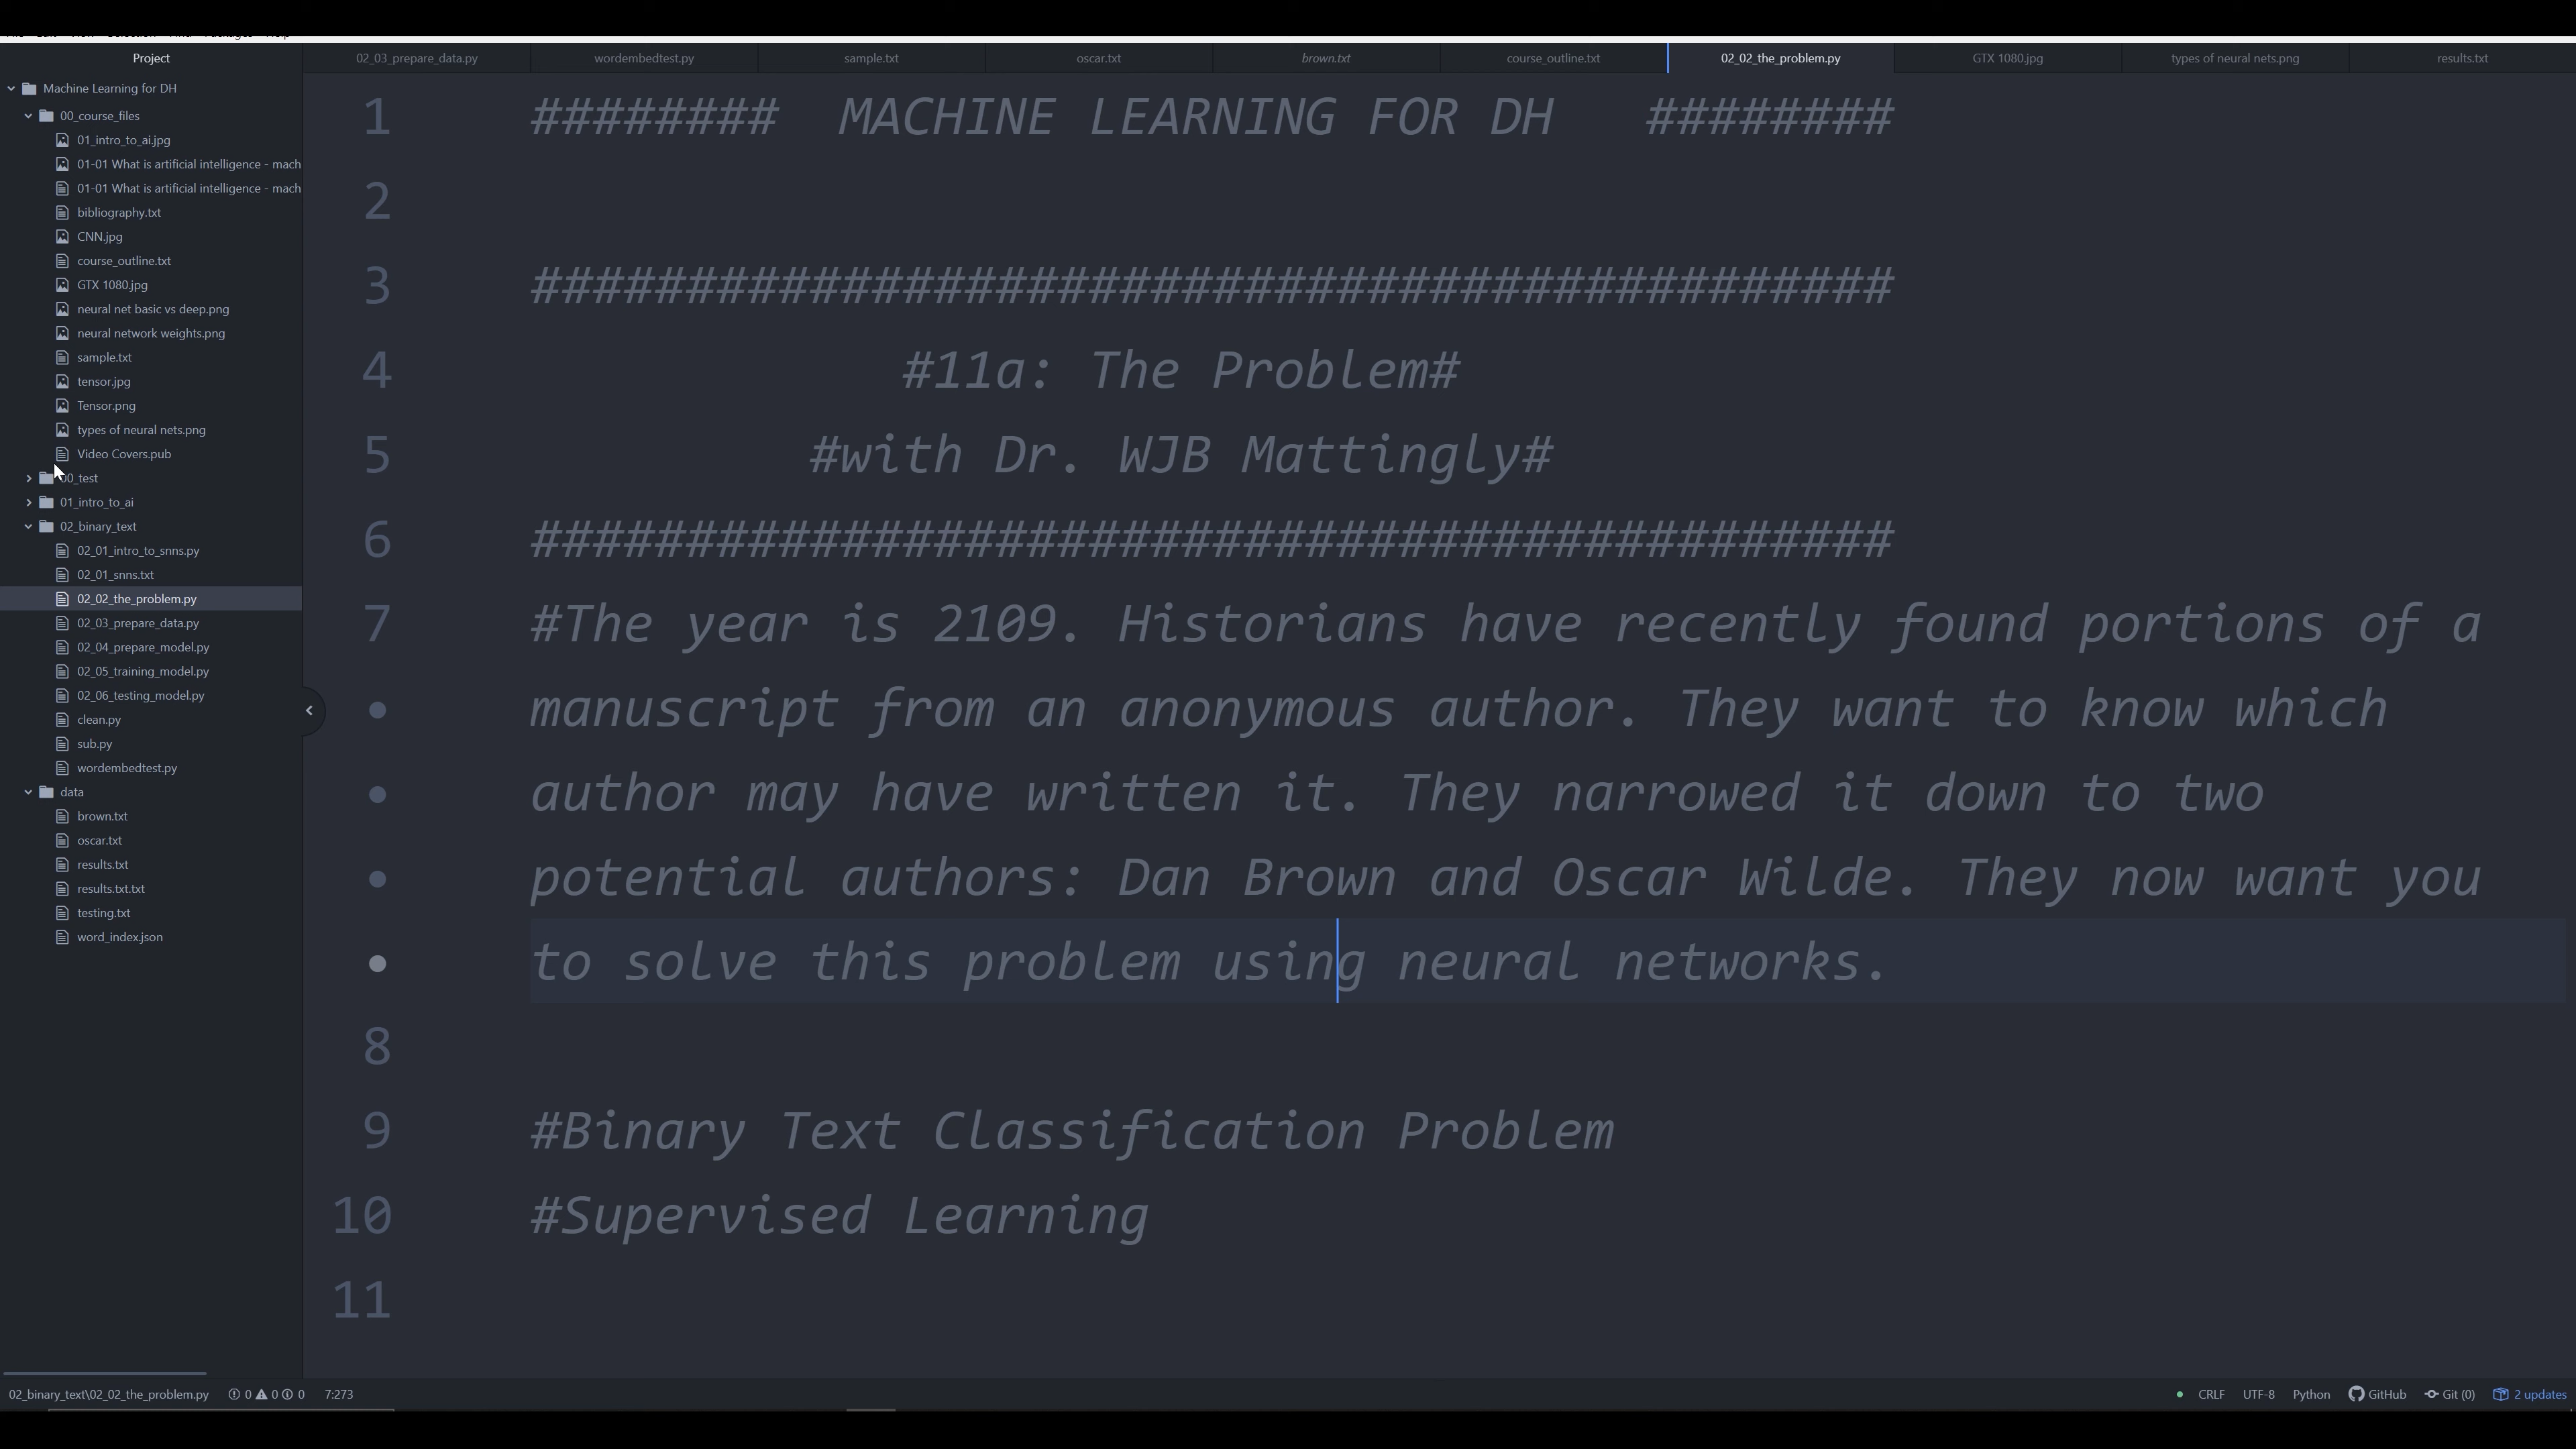 Project
Machine Learning for DH
00_course_files
01_intro_to_ai.jpg
01-01 What is artificial intelligence - mach
01-01 What is artificial intelligence - mach
bibliography.txt
CNN.jpg
course_outline.txt
GTX 1080.jpg
neural net basic vs deep.png
neural network weights.png
sample.txt
tensor.jpg
Tensor.png
types of neural nets.png
Video Covers.pub
00_test
01_intro_to_ai
02_binary_text
02_01_intro_to_snns.py
02_01_snns.txt
02_02_the_problem.py
02_03_prepare_data.py
02_04_prepare_model.py
02_05_training_model.py
02_06_testing_model.py
clean.py
sub.py
wordembedtest.py
data
brown.txt
oscar.txt
results.txt
results.txt.txt
testing.txt
word_index.json
02_03_prepare_data.py wordembedtest.py sample.txt oscar.txt brown.txt course_outline.txt 02_02_the_problem.py GTX 1080.jpg types of neural nets.png results.txt
1 ######## MACHINE LEARNING FOR DH ########
2
3 ############################################
4 #11a: The Problem#
5 #with Dr. WJB Mattingly#
6 ############################################
7 #The year is 2109. Historians have recently found portions of a
manuscript from an anonymous author. They want to know which
author may have written it. They narrowed it down to two
potential authors: Dan Brown and Oscar Wilde. They now want you
to solve this problem using neural networks.
8
9 #Binary Text Classification Problem
10 #Supervised Learning
11
02_binary_text\02_02_the_problem.py 0 0 0 7:273 CRLF UTF-8 Python GitHub Git (0) 2 updates